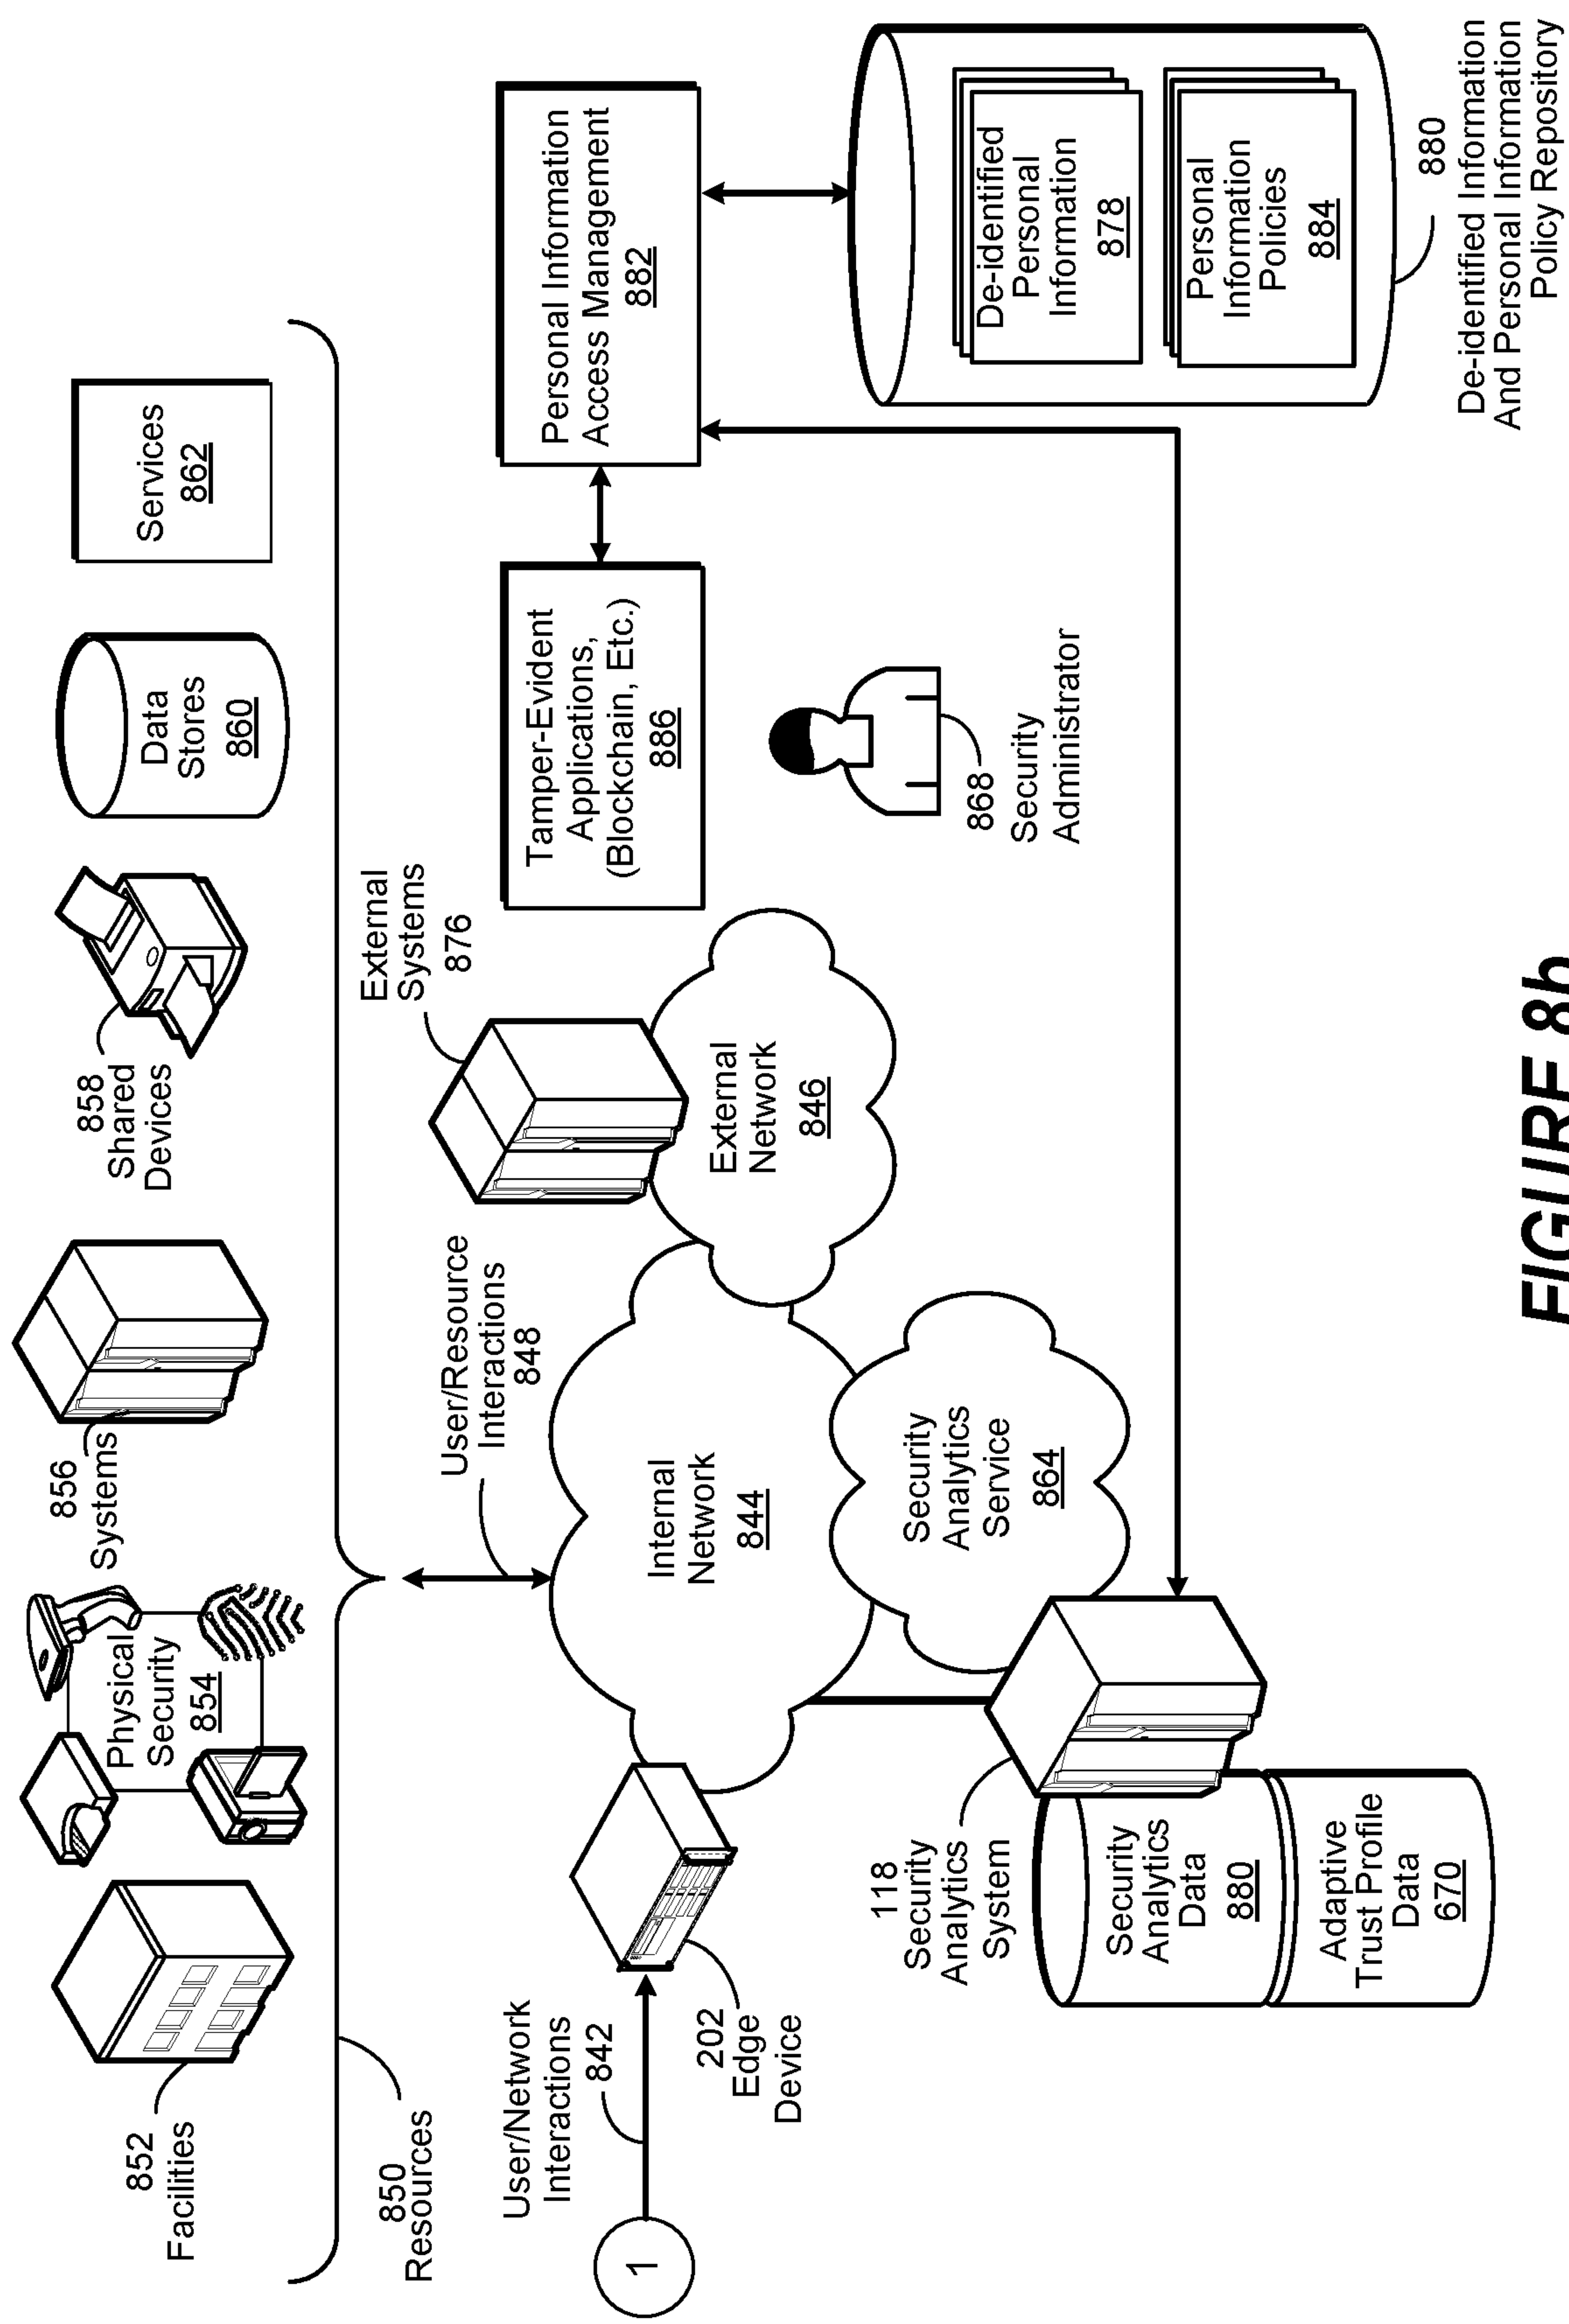 852
Facilities
Physical
Security
854
856
Systems
858
Shared
Devices
Data
Stores
860
Services
862
850
Resources
User/Resource
Interactions
848
External
Systems
876
User/Network
Interactions
842
1
202
Edge
Device
Internal
Network
844
External
Network
846
Tamper-Evident
Applications,
(Blockchain, Etc.)
886
Personal Information
Access Management
882
868
Security
Administrator
Security
Analytics
Service
864
118
Security
Analytics
System
Security
Analytics
Data
880
Adaptive
Trust Profile
Data
670
De-identified
Personal
Information
878
Personal
Information
Policies
884
880
De-identified Information
And Personal Information
Policy Repository
FIGURE 8b